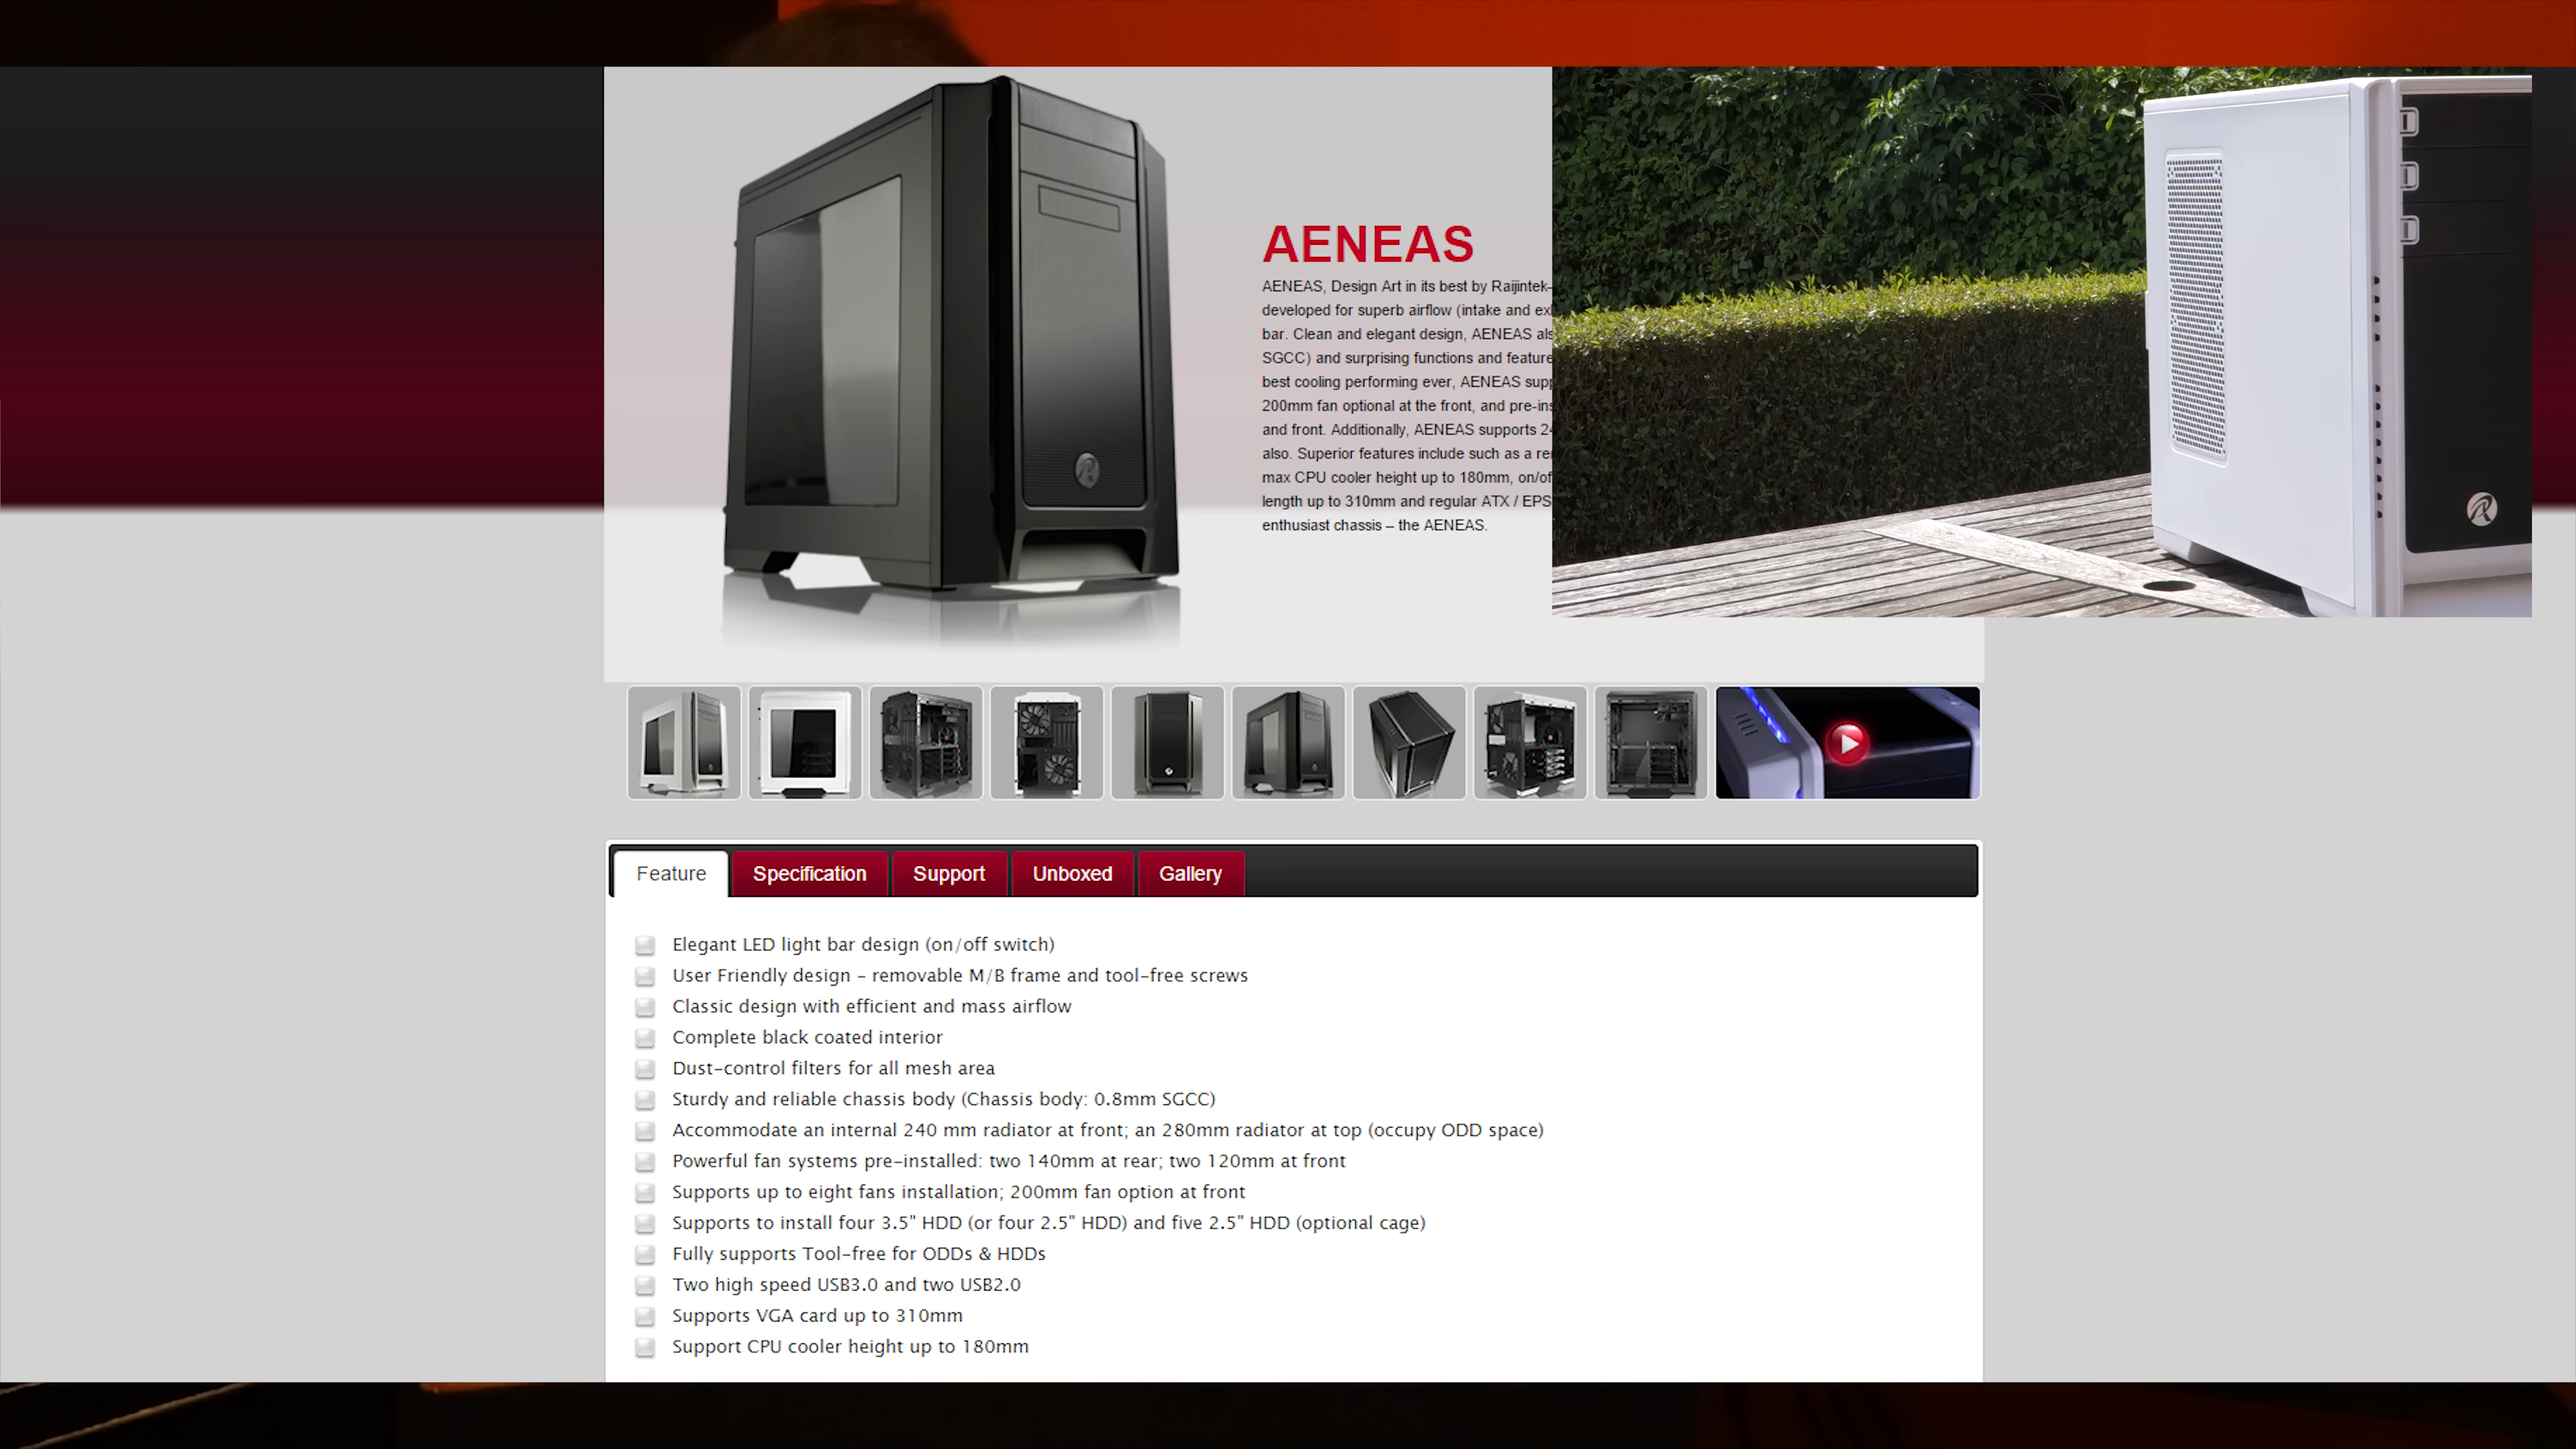 AENEAS
AENEAS, Design Art in its best by Raijintek
developed for superb airflow (intake and
bar. Clean and elegant design, AENEAS
SGCC) and surprising functions and
best cooling performing ever, AENEAS
200mm fan optional at the front, and
and front. Additionally, AENEAS supports
also. Superior features include such as a
max CPU cooler height up to 180mm,
length up to 310mm and regular ATX / EPS
enthusiast chassis – the AENEAS.
Feature Specification Support Unboxed Gallery
Elegant LED light bar design (on/off switch)
User Friendly design – removable M/B frame and tool-free screws
Classic design with efficient and mass airflow
Complete black coated interior
Dust-control filters for all mesh area
Sturdy and reliable chassis body (Chassis body: 0.8mm SGCC)
Accommodate an internal 240 mm radiator at front; an 280mm radiator at top (occupy ODD space)
Powerful fan systems pre-installed: two 140mm at rear; two 120mm at front
Supports up to eight fans installation; 200mm fan option at front
Supports to install four 3.5" HDD (or four 2.5" HDD) and five 2.5" HDD (optional cage)
Fully supports Tool-free for ODDs & HDDs
Two high speed USB3.0 and two USB2.0
Supports VGA card up to 310mm
Support CPU cooler height up to 180mm